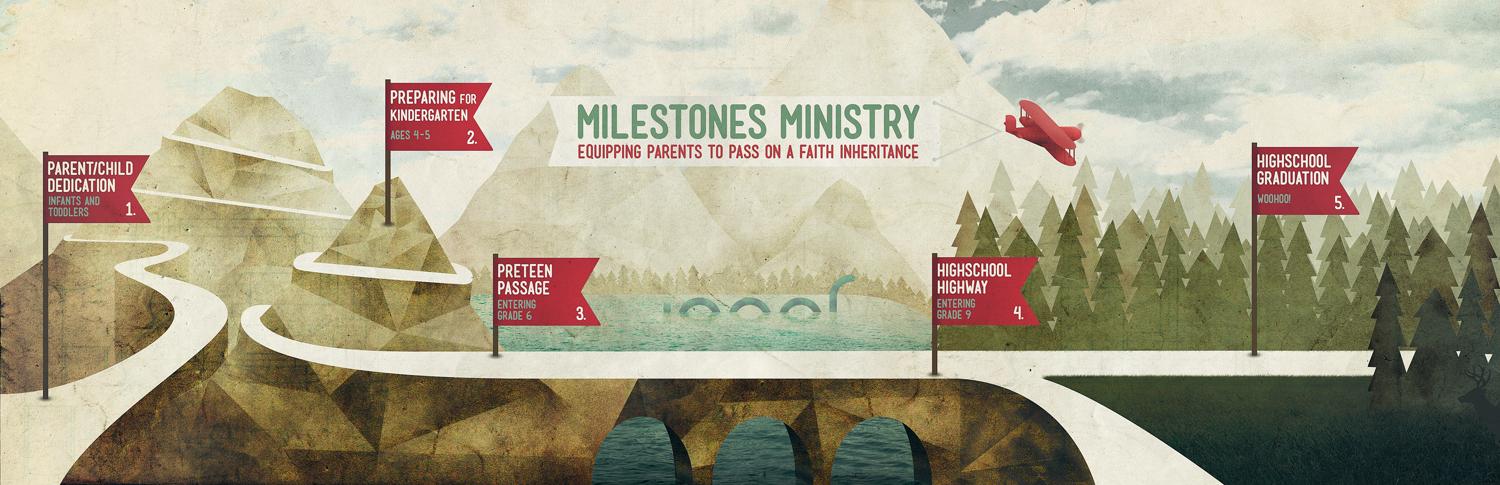 MILESTONES MINISTRY
EQUIPPING PARENTS TO PASS ON A FAITH INHERITANCE
PARENT/CHILD
DEDICATION
INFANTS AND
TODDLERS
1.
PREPARING FOR
KINDERGARTEN
AGES 4-5
2.
PRETEEN
PASSAGE
ENTERING
GRADE 6
3.
HIGHSCHOOL
HIGHWAY
ENTERING
GRADE 9
4.
HIGHSCHOOL
GRADUATION
WOOHOO!
5.